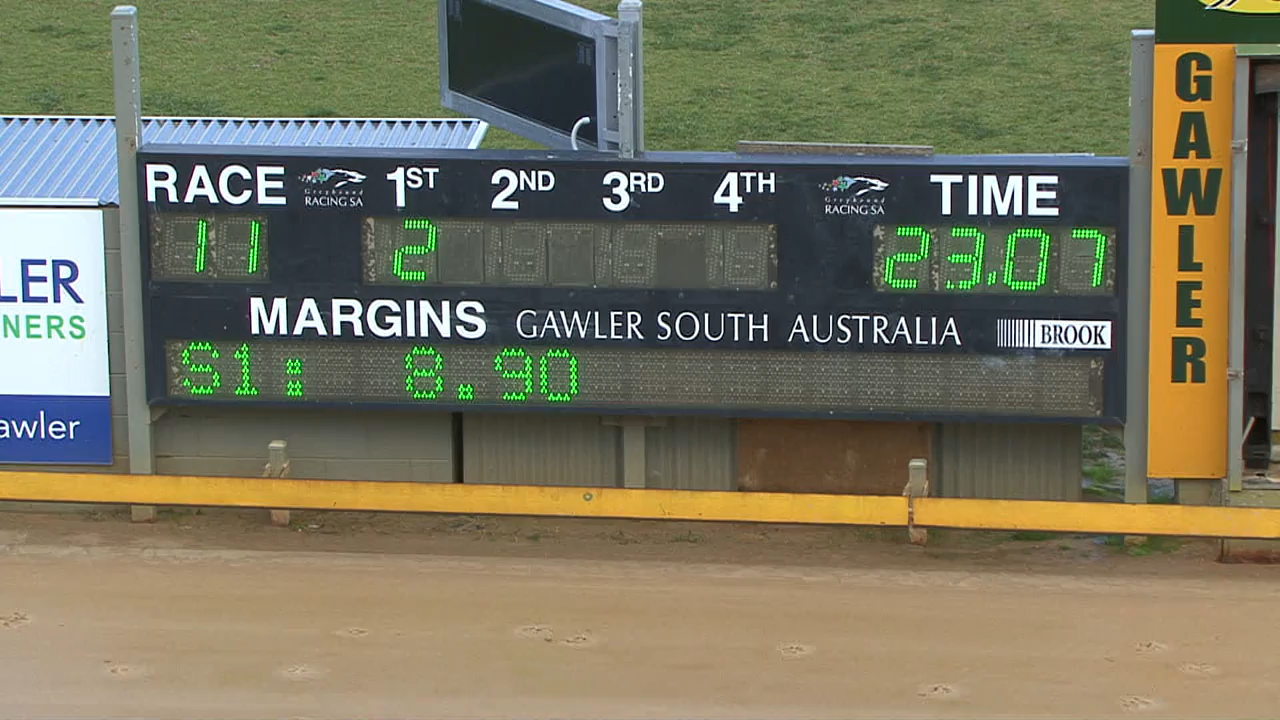 RACE Greyhound RACING SA 1ST 2ND 3RD 4TH Greyhound RACING SA TIME
11 2 23.07
MARGINS GAWLER SOUTH AUSTRALIA BROOK
S1: 8.90
GAWLER
LER
NERS
awler